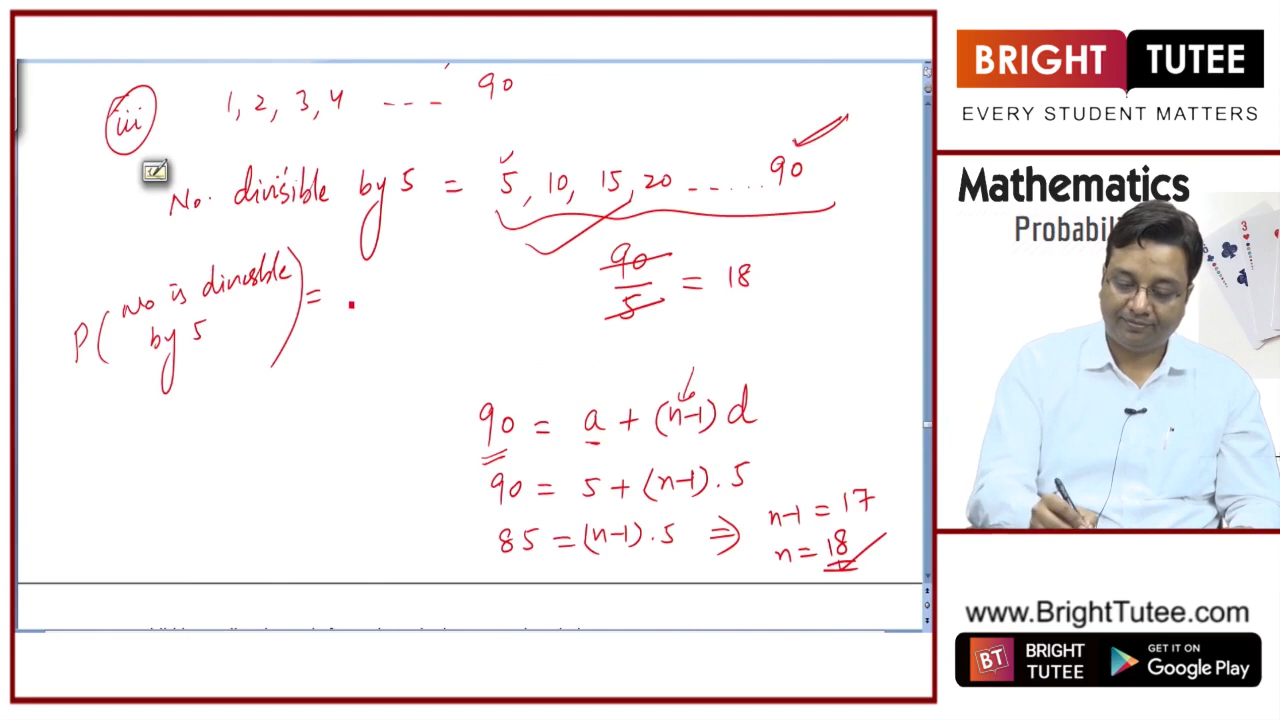 iii 1, 2, 3, 4 ---- 90
No. divisible by 5 = 5, 10, 15, 20 ------ 90
90/5 = 18
P( No is divisible by 5 ) =
90 = a + (n-1) d
90 = 5 + (n-1) . 5
85 = (n-1) . 5 ⇒ n-1 = 17
n = 18
BRIGHT TUTEE
EVERY STUDENT MATTERS
Mathematics
3
www.BrightTutee.com
BT BRIGHT TUTEE
GET IT ON
Google Play